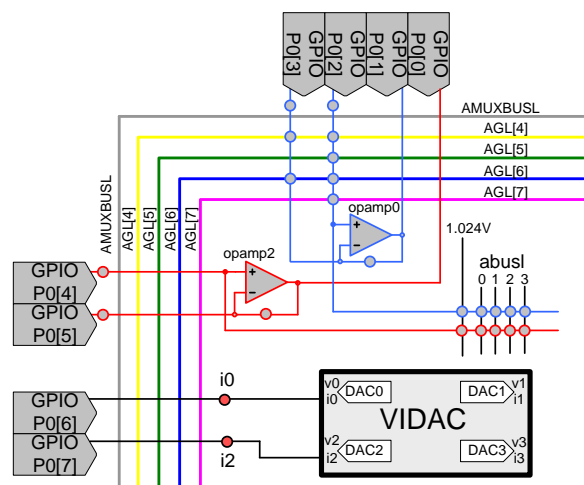 GPIO
P0[3]
GPIO
P0[2]
GPIO
P0[1]
GPIO
P0[0]
AMUXBUSL
AGL[4]
AGL[5]
AGL[6]
AGL[7]
AMUXBUSL
AGL[4]
AGL[5]
AGL[6]
AGL[7]
opamp0
+
−
1.024V
abusl
0 1 2 3
opamp2
+
−
GPIO
P0[4]
GPIO
P0[5]
GPIO
P0[6]
GPIO
P0[7]
i0
i2
v0
i0
DAC0
DAC1
v1
i1
VIDAC
v2
i2
DAC2
DAC3
v3
i3